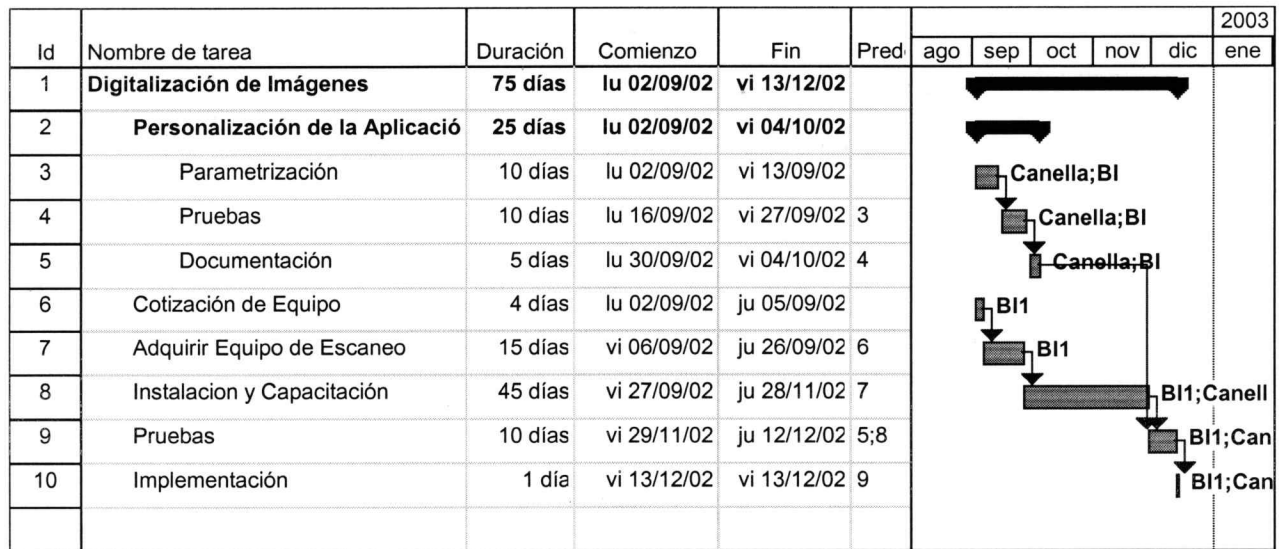 2003
Id Nombre de tarea Duración Comienzo Fin Pred ago sep oct nov dic ene
1 Digitalización de Imágenes 75 días lu 02/09/02 vi 13/12/02
2 Personalización de la Aplicació 25 días lu 02/09/02 vi 04/10/02
3 Parametrización 10 días lu 02/09/02 vi 13/09/02 Canella;BI
4 Pruebas 10 días lu 16/09/02 vi 27/09/02 3 Canella;BI
5 Documentación 5 días lu 30/09/02 vi 04/10/02 4 Canella;BI
6 Cotización de Equipo 4 días lu 02/09/02 ju 05/09/02 BI1
7 Adquirir Equipo de Escaneo 15 días vi 06/09/02 ju 26/09/02 6 BI1
8 Instalacion y Capacitación 45 días vi 27/09/02 ju 28/11/02 7 BI1;Canell
9 Pruebas 10 días vi 29/11/02 ju 12/12/02 5;8 BI1;Can
10 Implementación 1 día vi 13/12/02 vi 13/12/02 9 BI1;Can